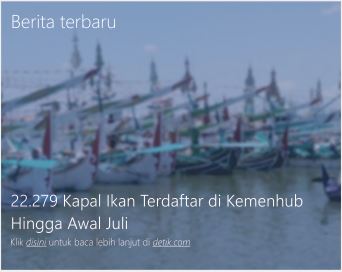 Berita terbaru
22.279 Kapal Ikan Terdaftar di Kemenhub
Hingga Awal Juli
Klik disini untuk baca lebih lanjut di detik.com